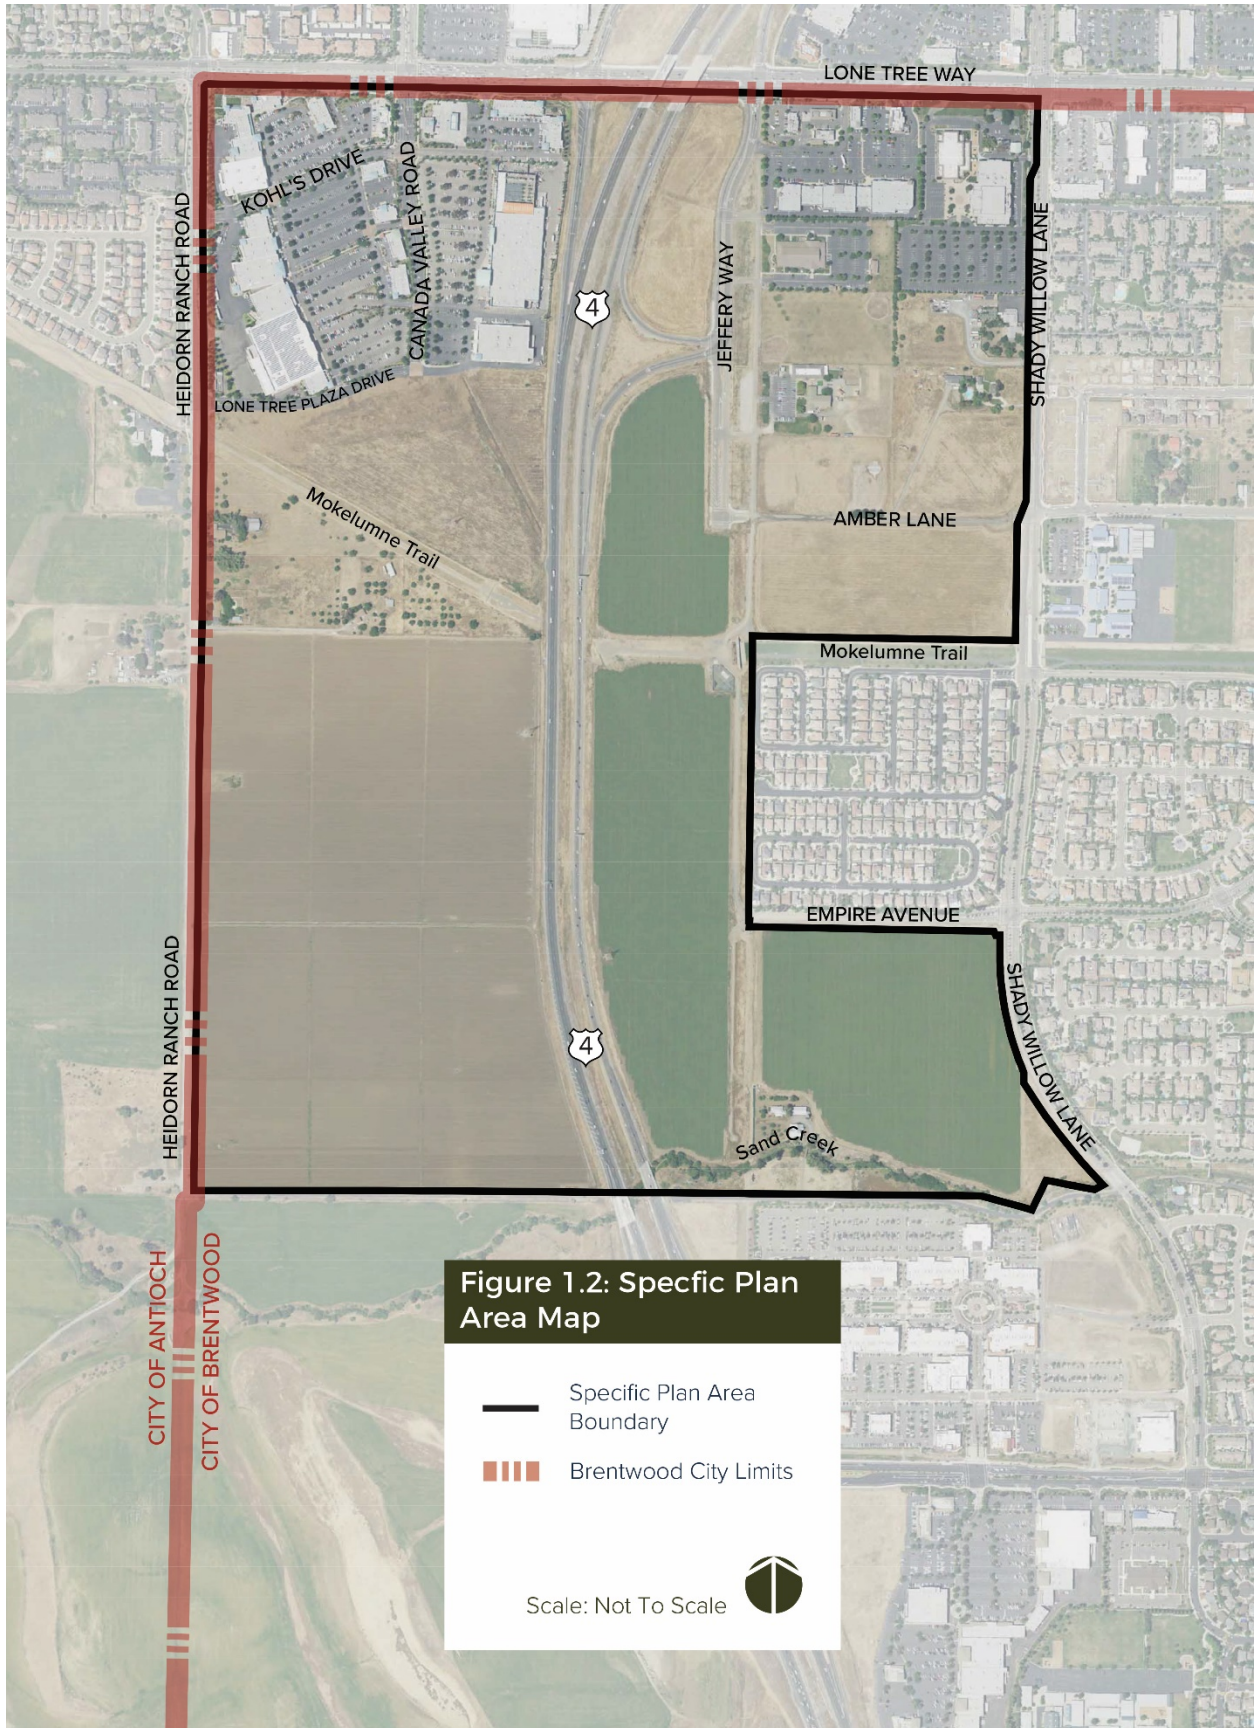 LONE TREE WAY
KOHL'S DRIVE
CANADA VALLEY ROAD
HEIDORN RANCH ROAD
SHADY WILLOW LANE
JEFFERY WAY
4
LONE TREE PLAZA DRIVE
Mokelumne Trail
AMBER LANE
Mokelumne Trail
EMPIRE AVENUE
HEIDORN RANCH ROAD
SHADY WILLOW LANE
4
Sand Creek
CITY OF ANTIOCH
CITY OF BRENTWOOD
Figure 1.2: Specfic Plan
Area Map
Specific Plan Area
Boundary
Brentwood City Limits
Scale: Not To Scale